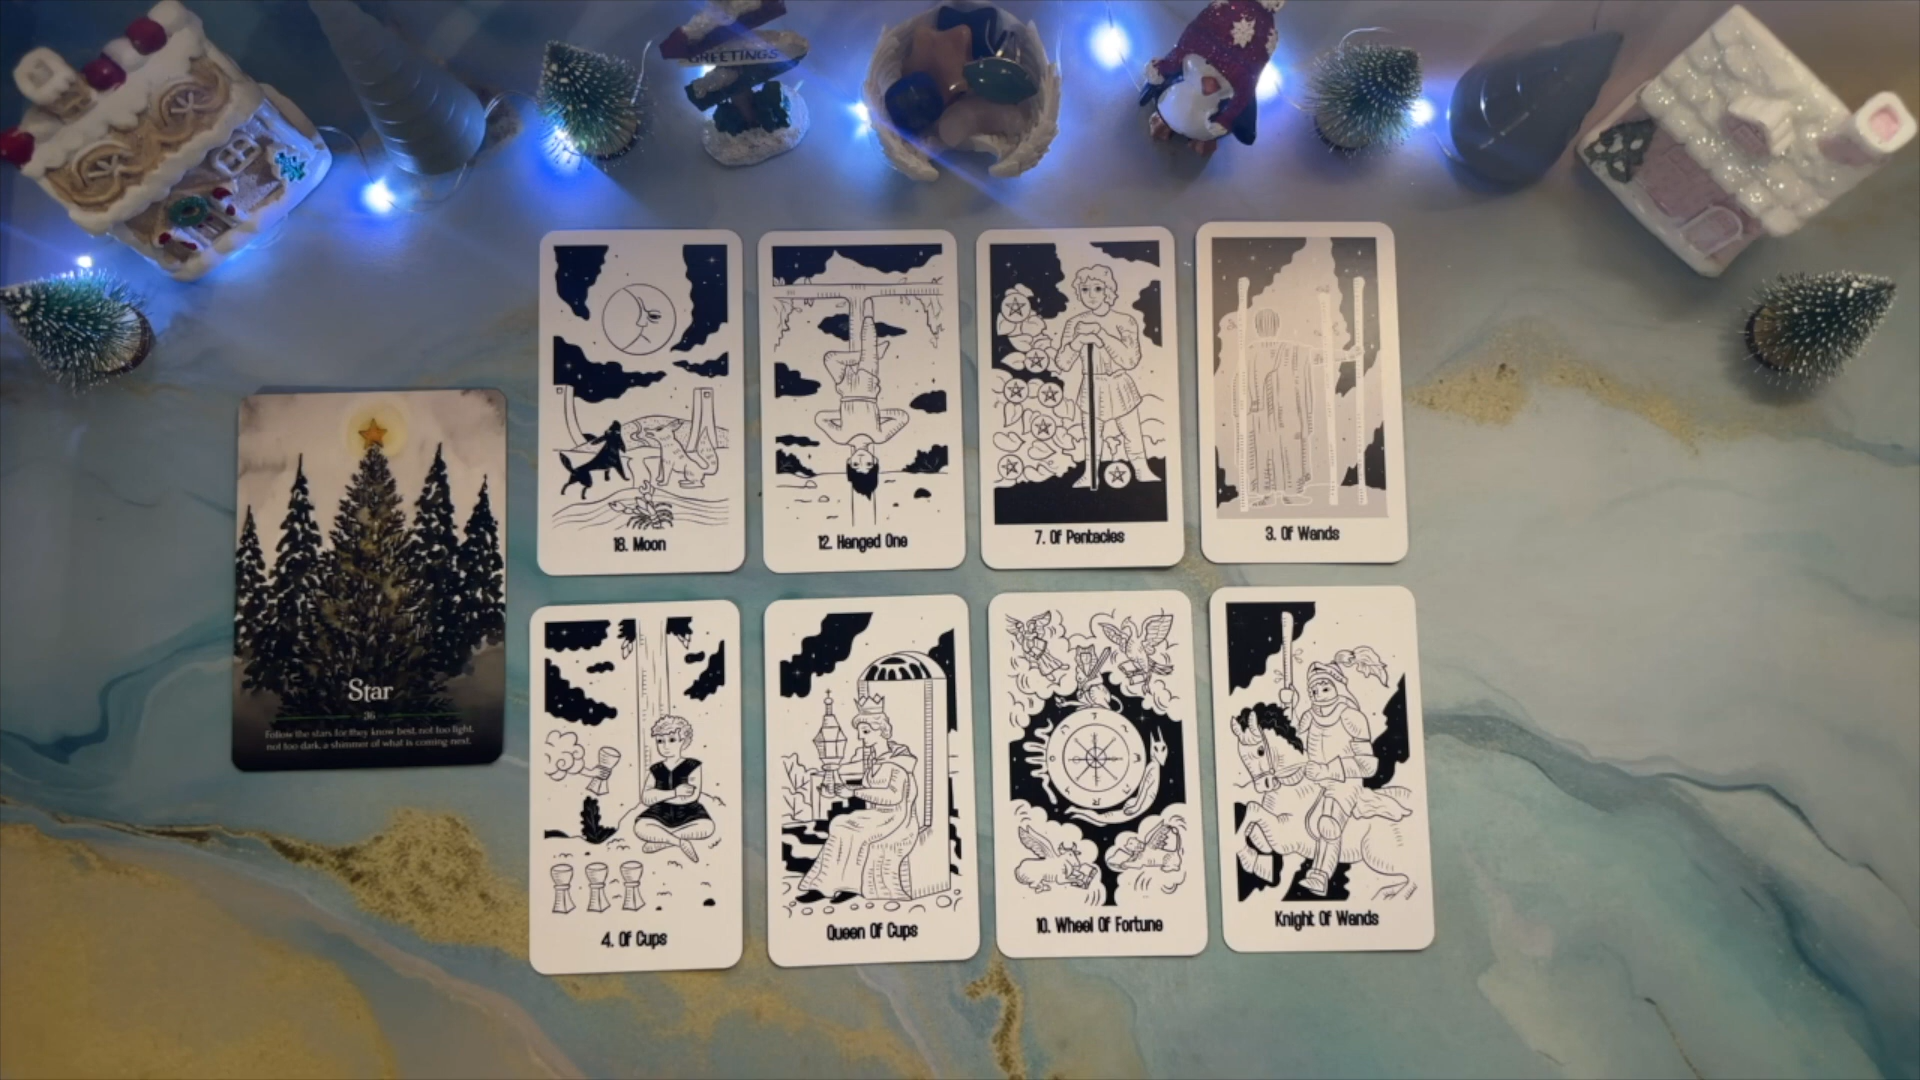 GREETINGS
18. Moon
12. Hanged One
7. Of Pentacles
3. Of Wands
Star
36
Follow the stars for they know best, not too light,
not too dark, a shimmer of what is coming next.
4. Of Cups
Queen Of Cups
10. Wheel Of Fortune
Knight Of Wands